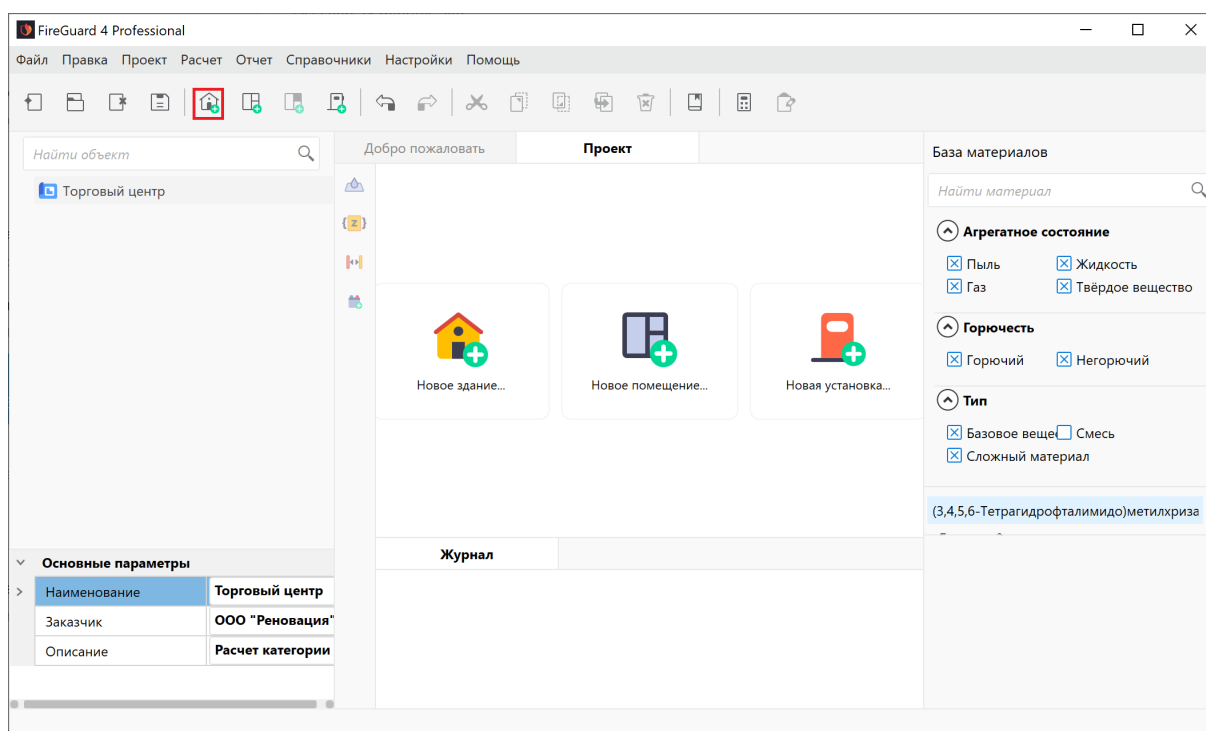 FireGuard 4 Professional
Файл Правка Проект Расчет Отчет Справочники Настройки Помощь
Найти объект
Торговый центр
Добро пожаловать
Проект
{z}
Новое здание...
Новое помещение...
Новая установка...
Журнал
База материалов
Найти материал
Агрегатное состояние
Пыль
Жидкость
Газ
Твёрдое вещество
Горючесть
Горючий
Негорючий
Тип
Базовое веще
Смесь
Сложный материал
(3,4,5,6-Тетрагидрофталимидо)метилхриза
Основные параметры
Наименование Торговый центр
Заказчик ООО "Реновация"
Описание Расчет категории